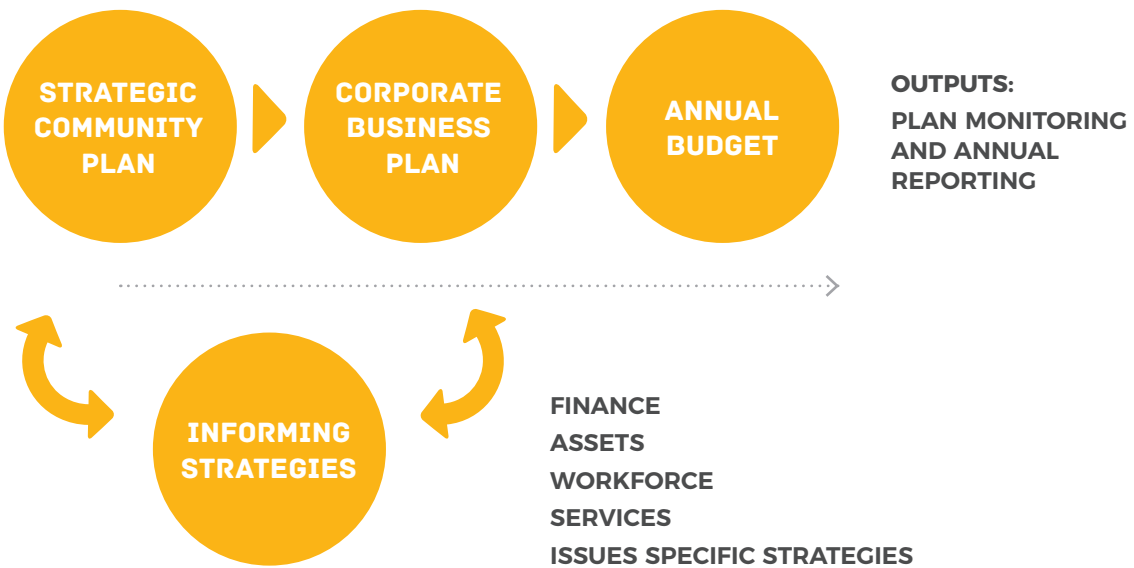 STRATEGIC
COMMUNITY
PLAN
CORPORATE
BUSINESS
PLAN
ANNUAL
BUDGET
OUTPUTS:
PLAN MONITORING
AND ANNUAL
REPORTING
INFORMING
STRATEGIES
FINANCE
ASSETS
WORKFORCE
SERVICES
ISSUES SPECIFIC STRATEGIES